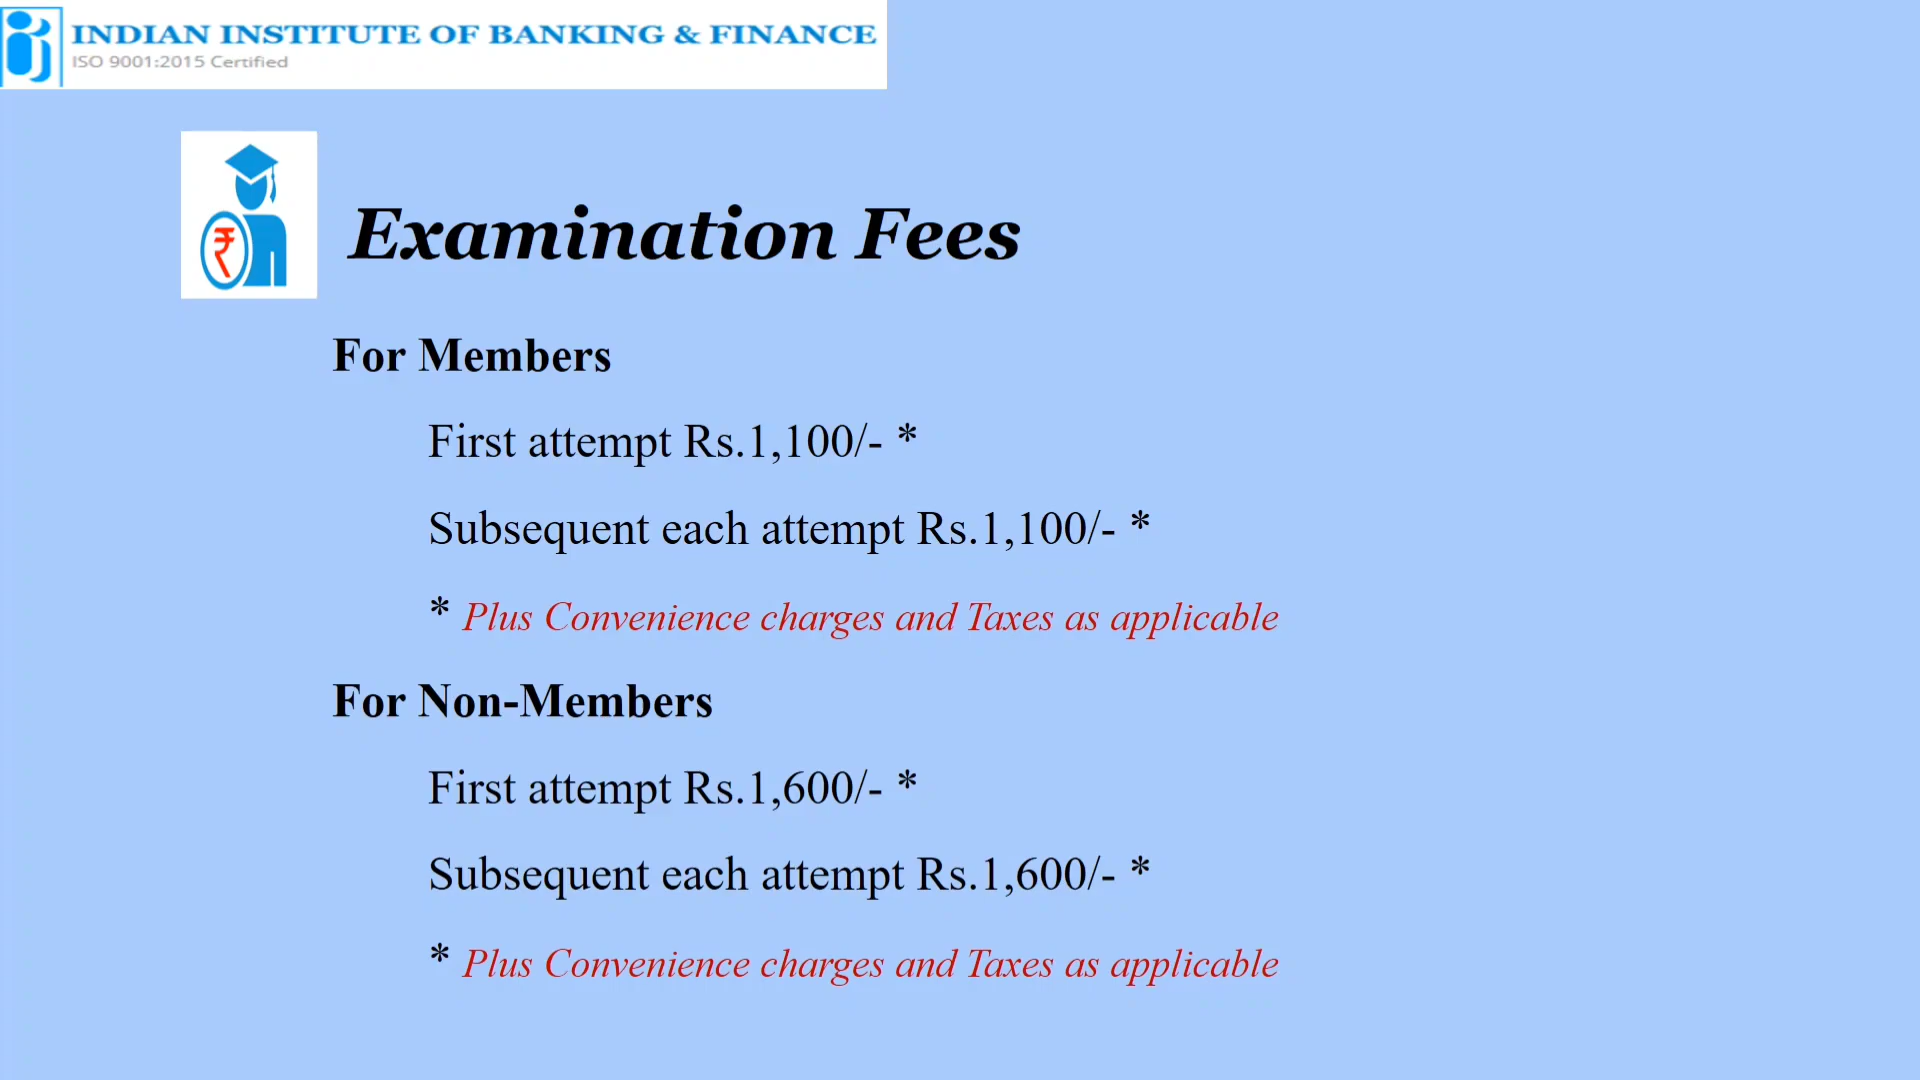 INDIAN INSTITUTE OF BANKING & FINANCE
ISO 9001:2015 Certified
₹
Examination Fees
For Members
First attempt Rs.1,100/- *
Subsequent each attempt Rs.1,100/- *
* Plus Convenience charges and Taxes as applicable
For Non-Members
First attempt Rs.1,600/- *
Subsequent each attempt Rs.1,600/- *
* Plus Convenience charges and Taxes as applicable